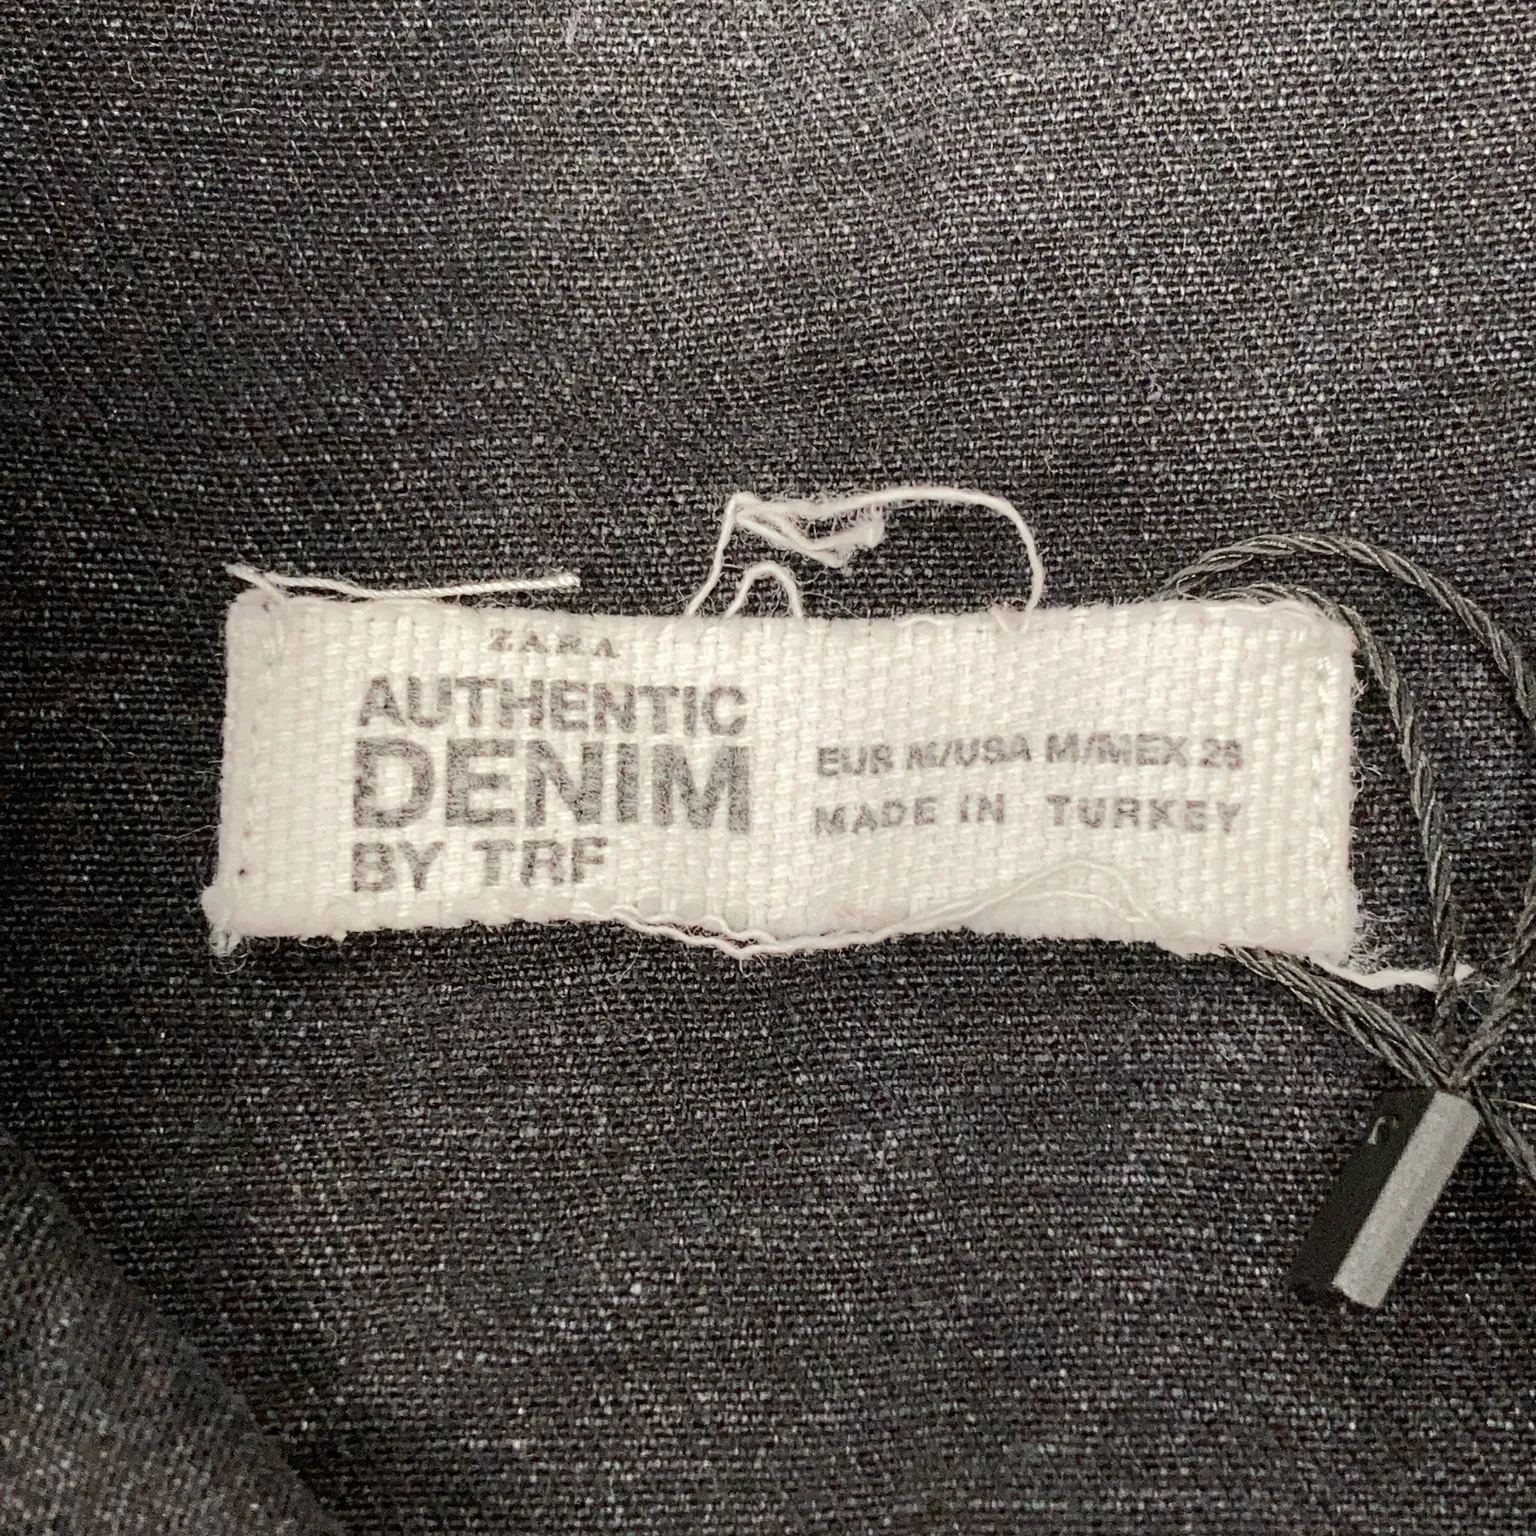 ZARA
AUTHENTIC
DENIM
BY TRF
EUR M/USA M/MEX 28
MADE IN TURKEY